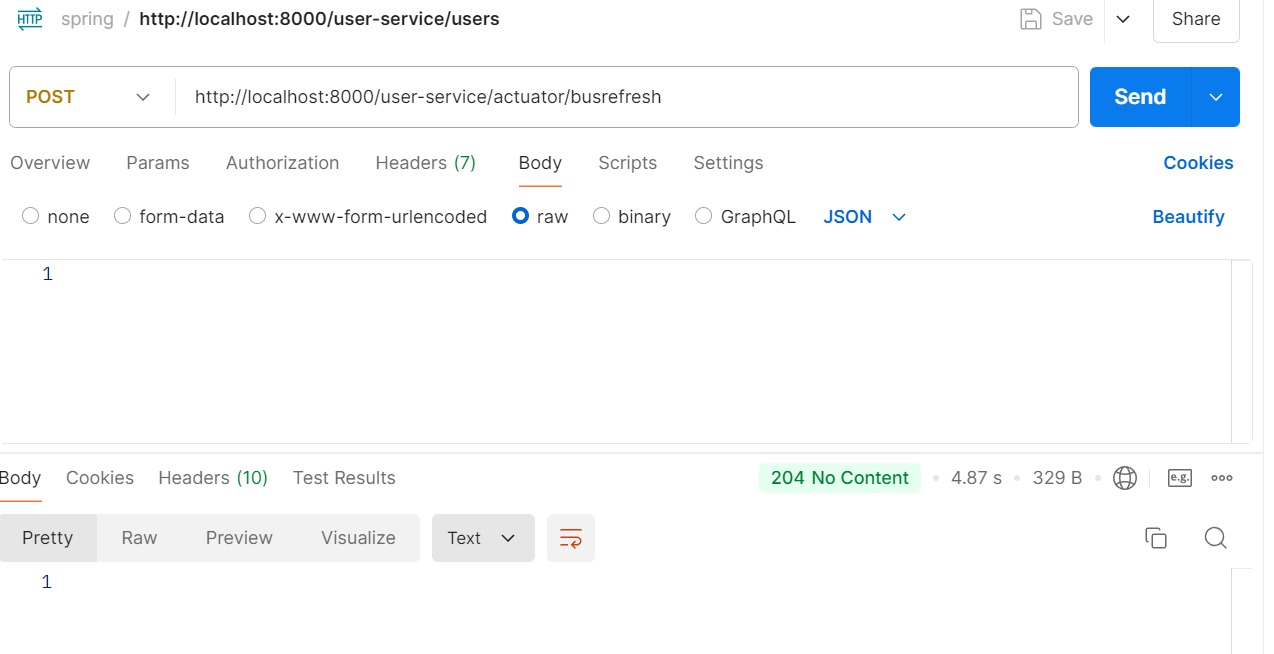 HTTP spring / http://localhost:8000/user-service/users Save Share
POST http://localhost:8000/user-service/actuator/busrefresh Send
Overview Params Authorization Headers (7) Body Scripts Settings Cookies
none form-data x-www-form-urlencoded raw binary GraphQL JSON Beautify
1
Body Cookies Headers (10) Test Results 204 No Content 4.87 s 329 B e.g.
Pretty Raw Preview Visualize Text
1